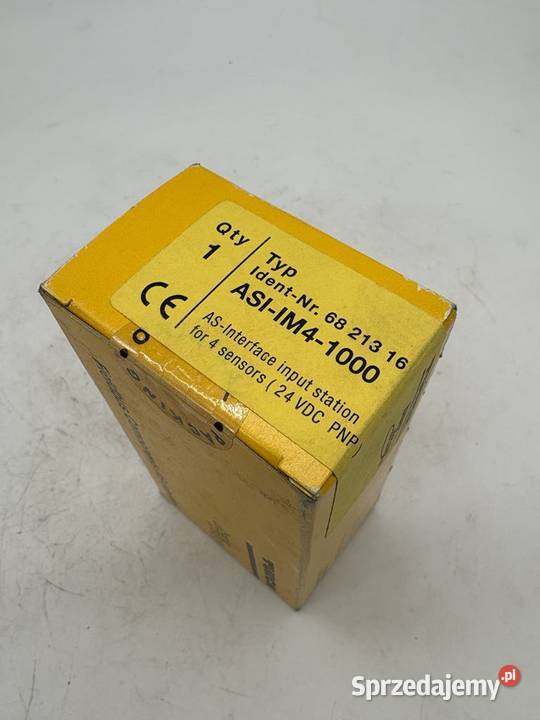 Qty
1
Typ
Ident-Nr. 68 213 16
ASI-IM4-1000
AS-Interface input station
for 4 sensors ( 24 VDC PNP)
CE
Sprzedajemy.pl